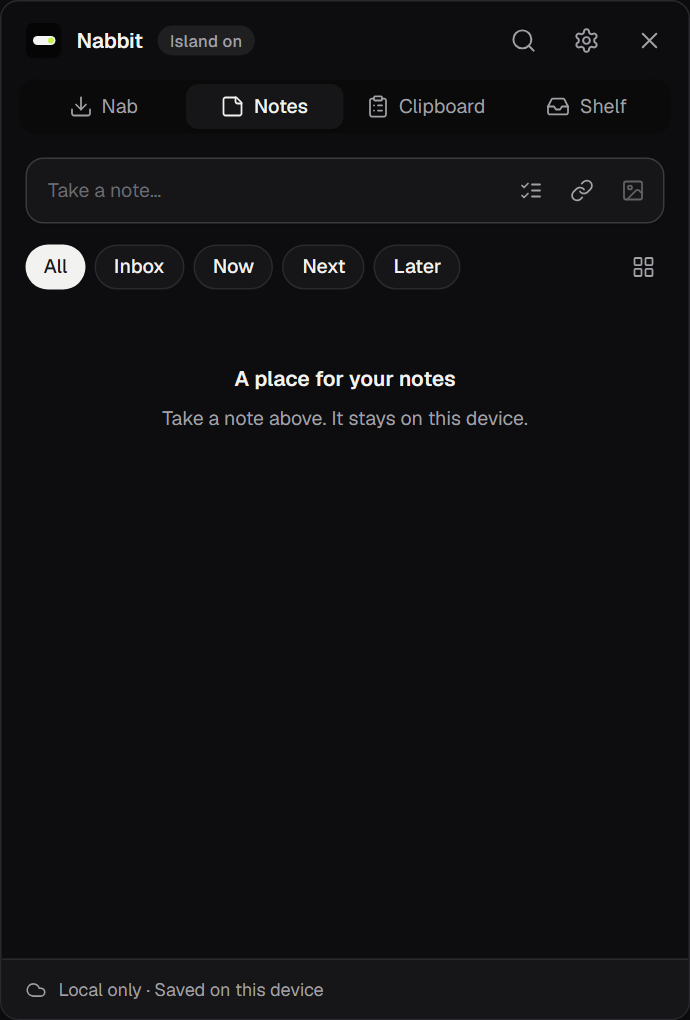 Nabbit Island on
Nab Notes Clipboard Shelf
Take a note...
All Inbox Now Next Later
A place for your notes
Take a note above. It stays on this device.
Local only · Saved on this device